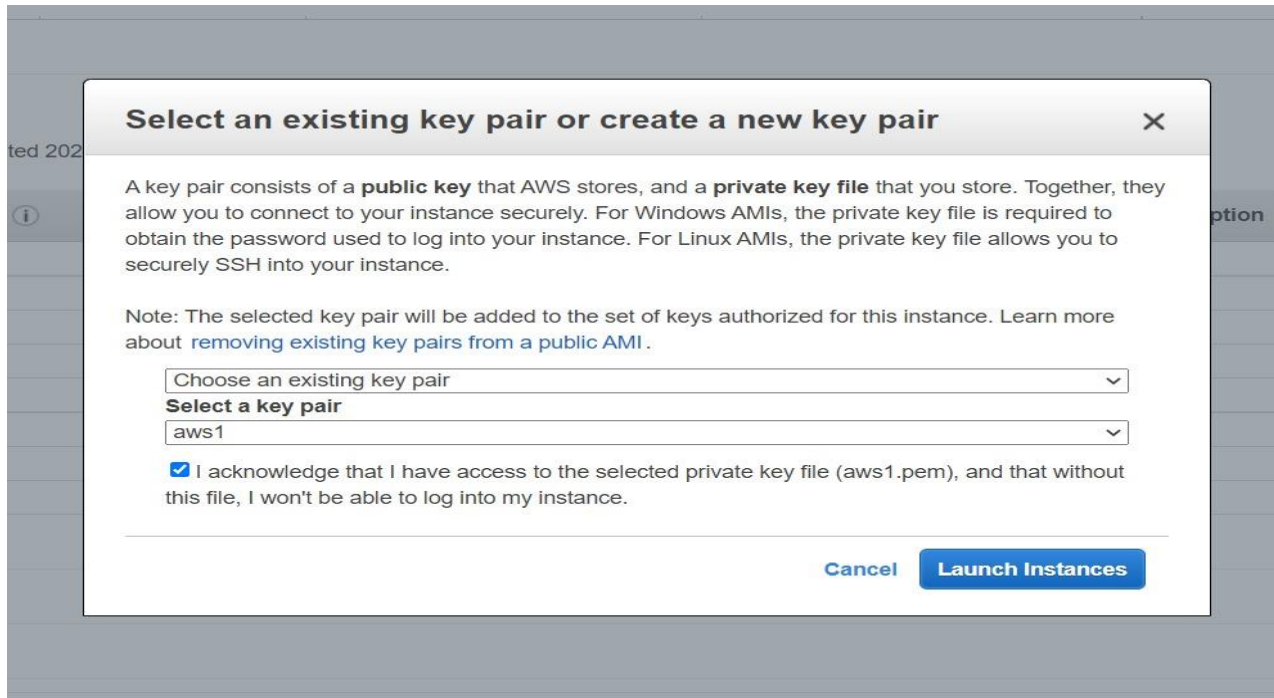 Select an existing key pair or create a new key pair
ted 202
A key pair consists of a public key that AWS stores, and a private key file that you store. Together, they
allow you to connect to your instance securely. For Windows AMIs, the private key file is required to
ption
obtain the password used to log into your instance. For Linux AMIs, the private key file allows you to
securely SSH into your instance.
Note: The selected key pair will be added to the set of keys authorized for this instance. Learn more
about removing existing key pairs from a public AMI.
Choose an existing key pair
Select a key pair
aws1
I acknowledge that I have access to the selected private key file (aws1.pem), and that without
this file, I won't be able to log into my instance.
Cancel Launch Instances